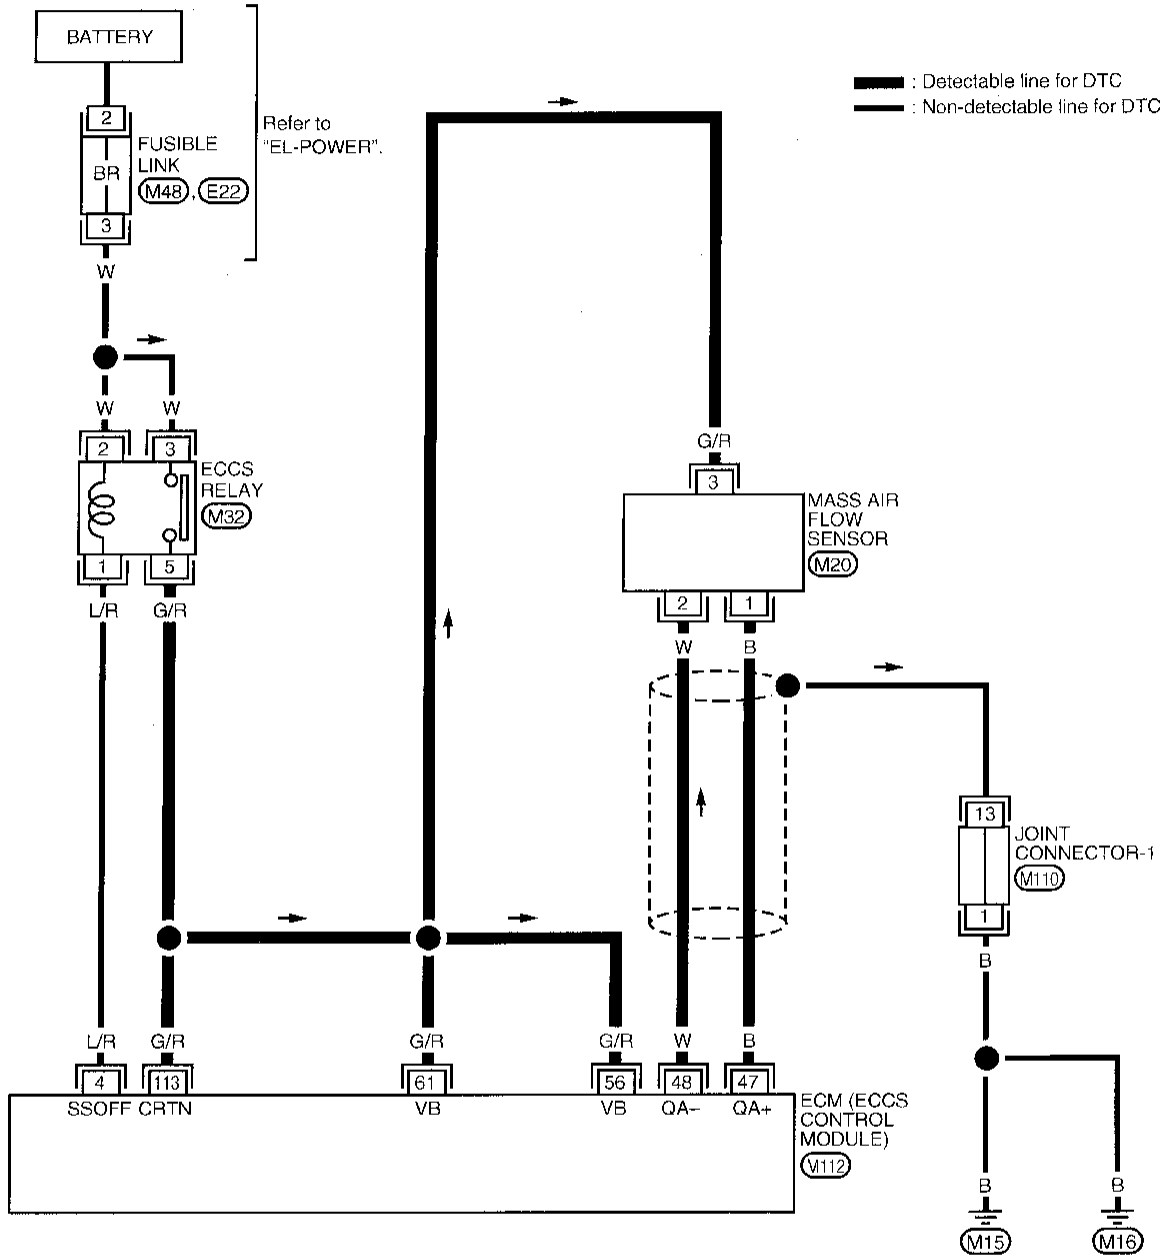 BATTERY
: Detectable line for DTC
: Non-detectable line for DTC
2
Refer to
"EL-POWER".
FUSIBLE
LINK
BR
M48, E22
3
W
W W
G/R
2 3
3
ECCS
RELAY
M32
MASS AIR
FLOW
SENSOR
M20
1 5
2 1
L/R G/R
W B
13
JOINT
CONNECTOR-1
M110
1
B
L/R G/R G/R G/R W B
4 113 61 56 48 47
SSOFF CRTN VB VB QA- QA+
ECM (ECCS
CONTROL
MODULE)
M112
B B
M15 M16